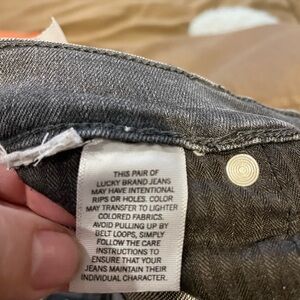 THIS PAIR OF
LUCKY BRAND JEANS
MAY HAVE INTENTIONAL
RIPS OR HOLES. COLOR
MAY TRANSFER TO LIGHTER
COLORED FABRICS.
AVOID PULLING UP BY
BELT LOOPS, SIMPLY
FOLLOW THE CARE
INSTRUCTIONS TO
ENSURE THAT YOUR
JEANS MAINTAIN THEIR
INDIVIDUAL CHARACTER.